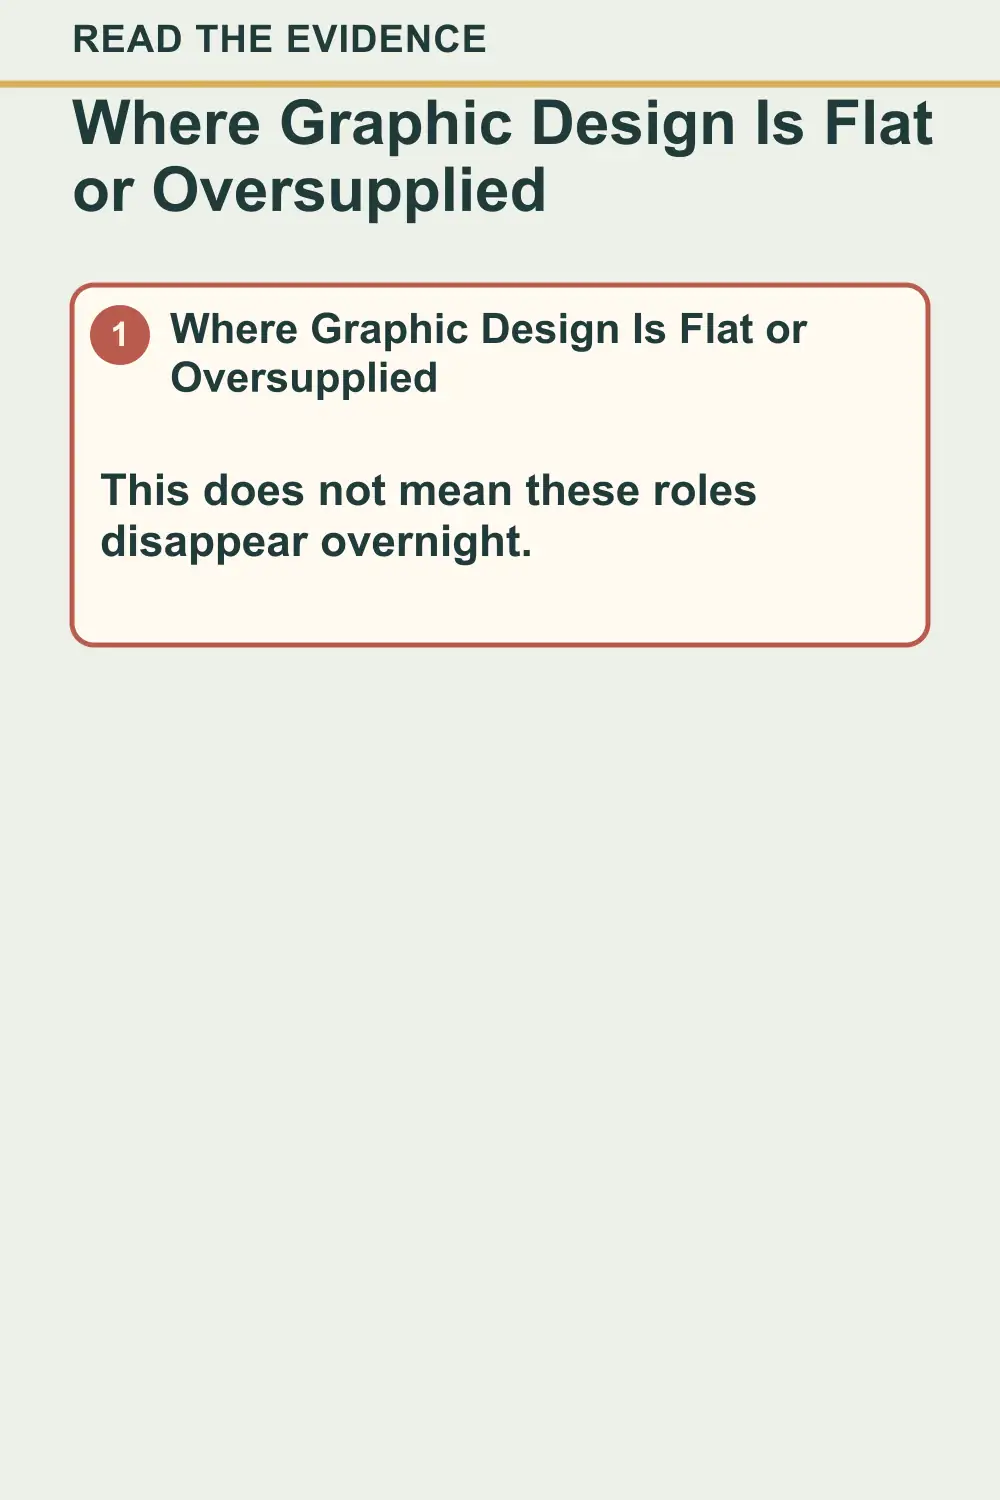 READ THE EVIDENCE
Where Graphic Design Is Flat
or Oversupplied
1
Where Graphic Design Is Flat or
Oversupplied
This does not mean these roles
disappear overnight.